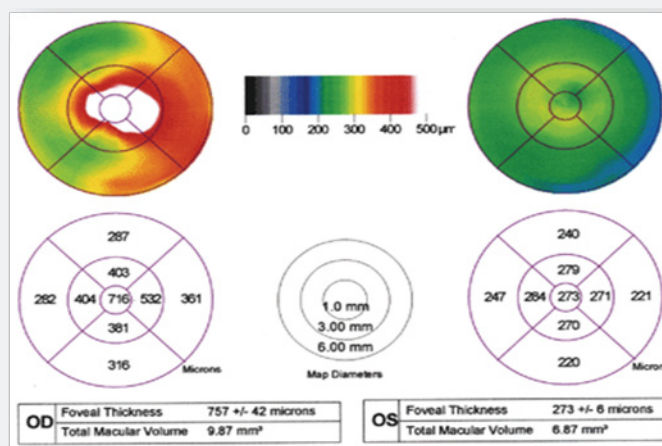 0 100 200 300 400 500 µm
287
403
282 404 716 532 361
381
316
Microns
1.0 mm
3.00 mm
6.00 mm
Map Diameters
240
279
247 284 273 271 221
270
220
Micron
OD Foveal Thickness 757 +/- 42 microns
Total Macular Volume 9.87 mm³
OS Foveal Thickness 273 +/- 6 microns
Total Macular Volume 6.87 mm³